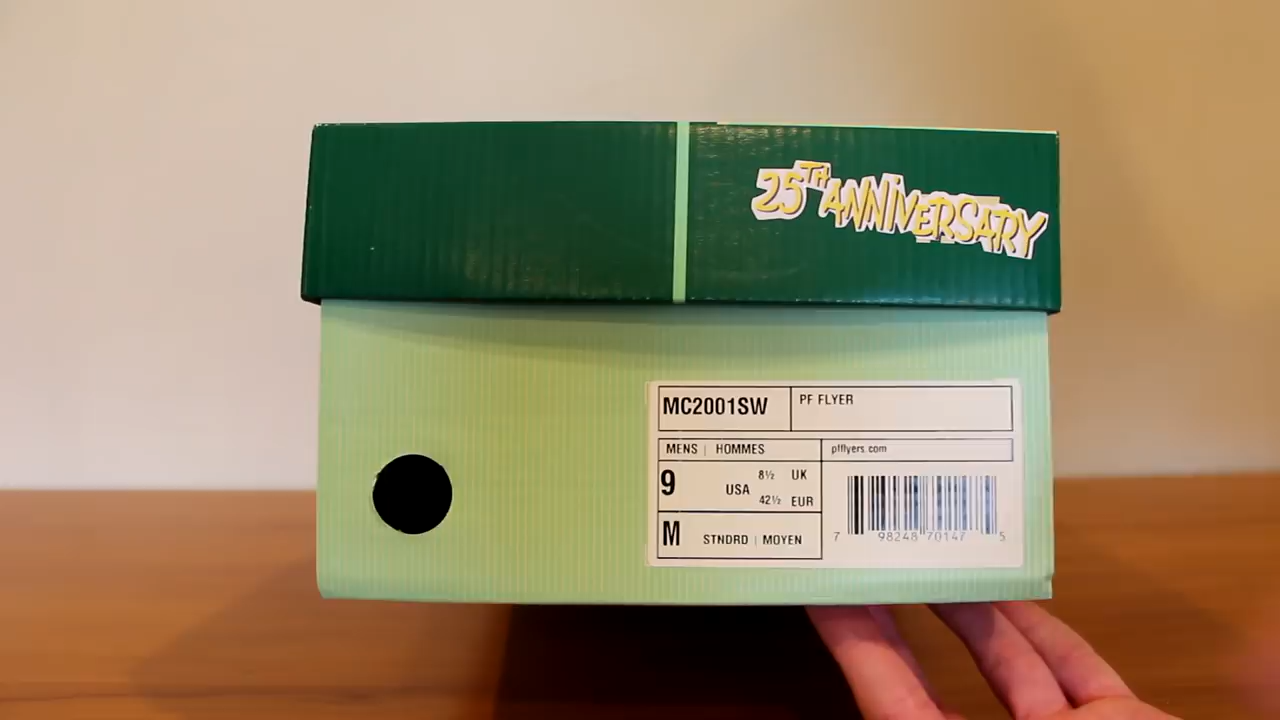 25TH ANNIVERSARY
MC2001SW
PF FLYER
MENS | HOMMES
pfflyers.com
9 USA 8½ UK
42½ EUR
M STNDRD | MOYEN
7 98248 70147 5